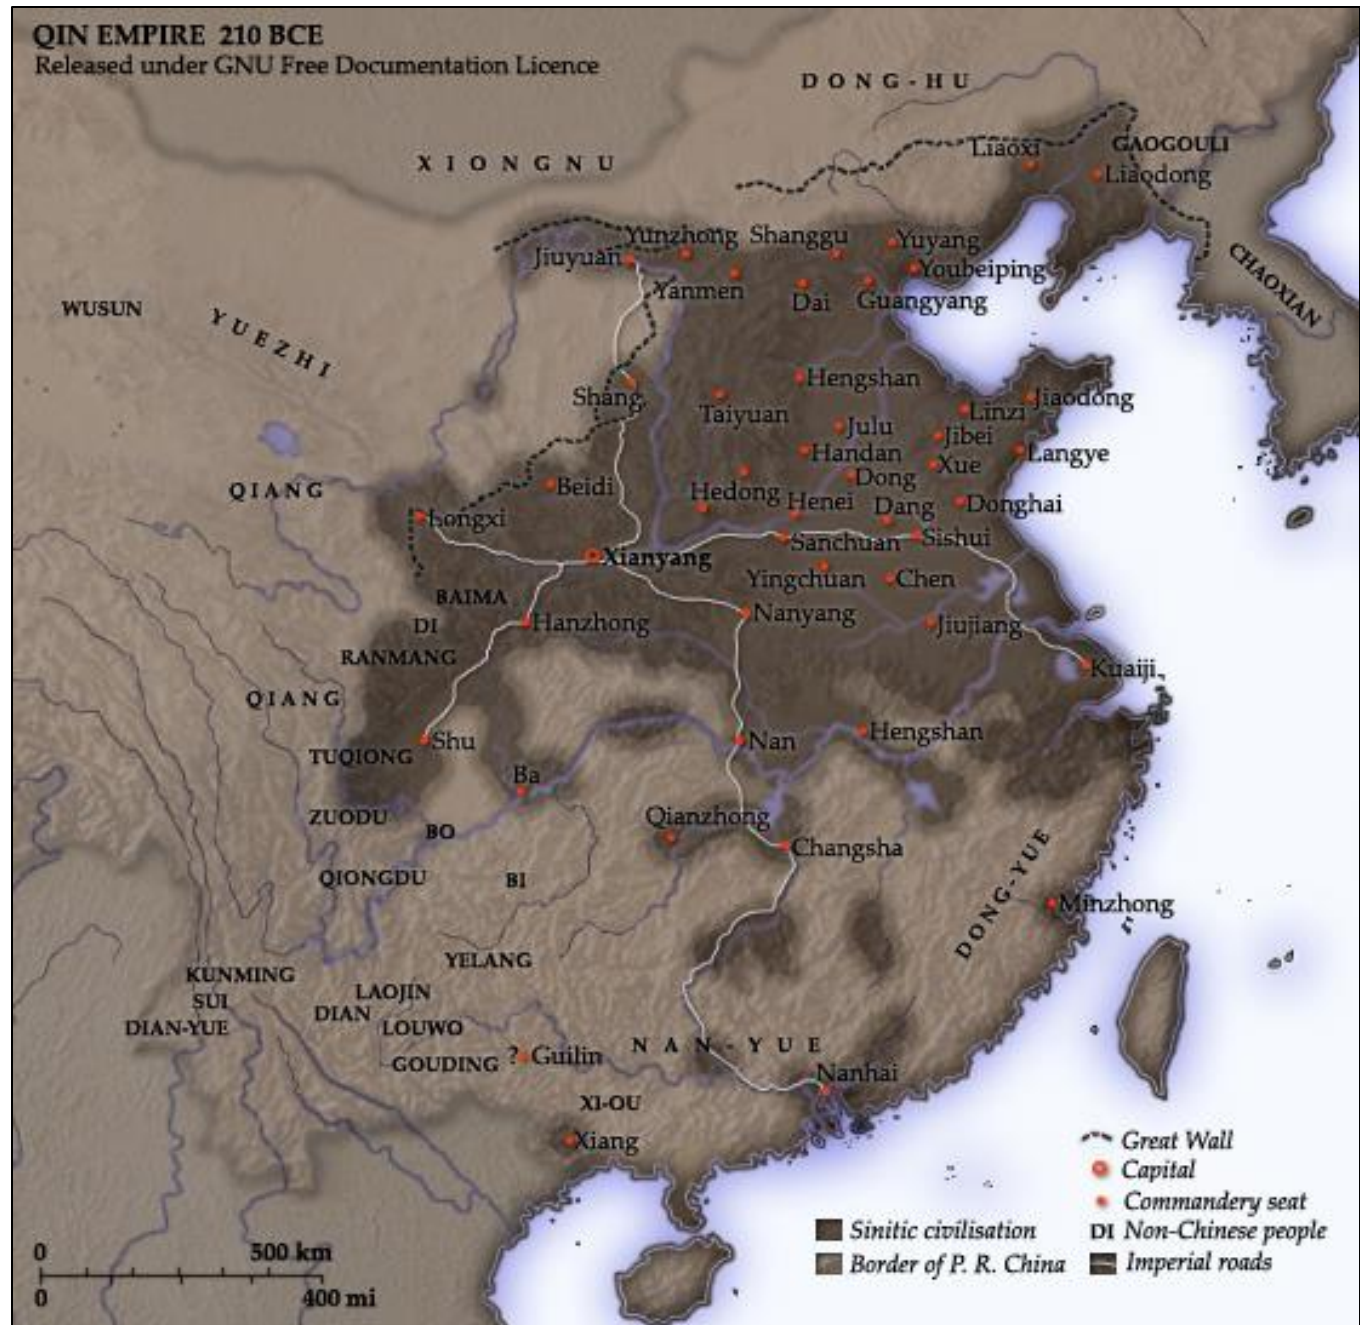 QIN EMPIRE 210 BCE
Released under GNU Free Documentation Licence
DONG-HU
XIONGNU
Liaoxi
GAOGOULI
Liaodong
Yunzhong
Shanggu
Yuyang
Jiuyuan
Youbeiping
Yanmen
Dai
Guangyang
CHAOXIAN
WUSUN
YUEZHI
Hengshan
Shang
Taiyuan
Linzi
Jiaodong
Julu
Jibei
Handan
Langye
Xue
Dong
QIANG
Beidi
Hedong
Henei
Dang
Donghai
Longxi
Xianyang
Sanchuan
Sishui
Yingchuan
Chen
BAIMA
Nanyang
DI
Hanzhong
Jiujiang
RANMANG
Kuaiji
QIANG
Shu
Nan
Hengshan
TUQIONG
Ba
ZUODU
BO
Qianzhong
Changsha
QIONGDU
BI
DONG-YUE
Minzhong
YELANG
KUNMING
SUI
LAOJIN
DIAN
DIAN-YUE
LOUWO
NAN-YUE
GOUDING
? Guilin
Nanhai
XI-OU
Xiang
Great Wall
Capital
Commandery seat
Sinitic civilisation
DI Non-Chinese people
Border of P. R. China
Imperial roads
0 500 km
0 400 mi